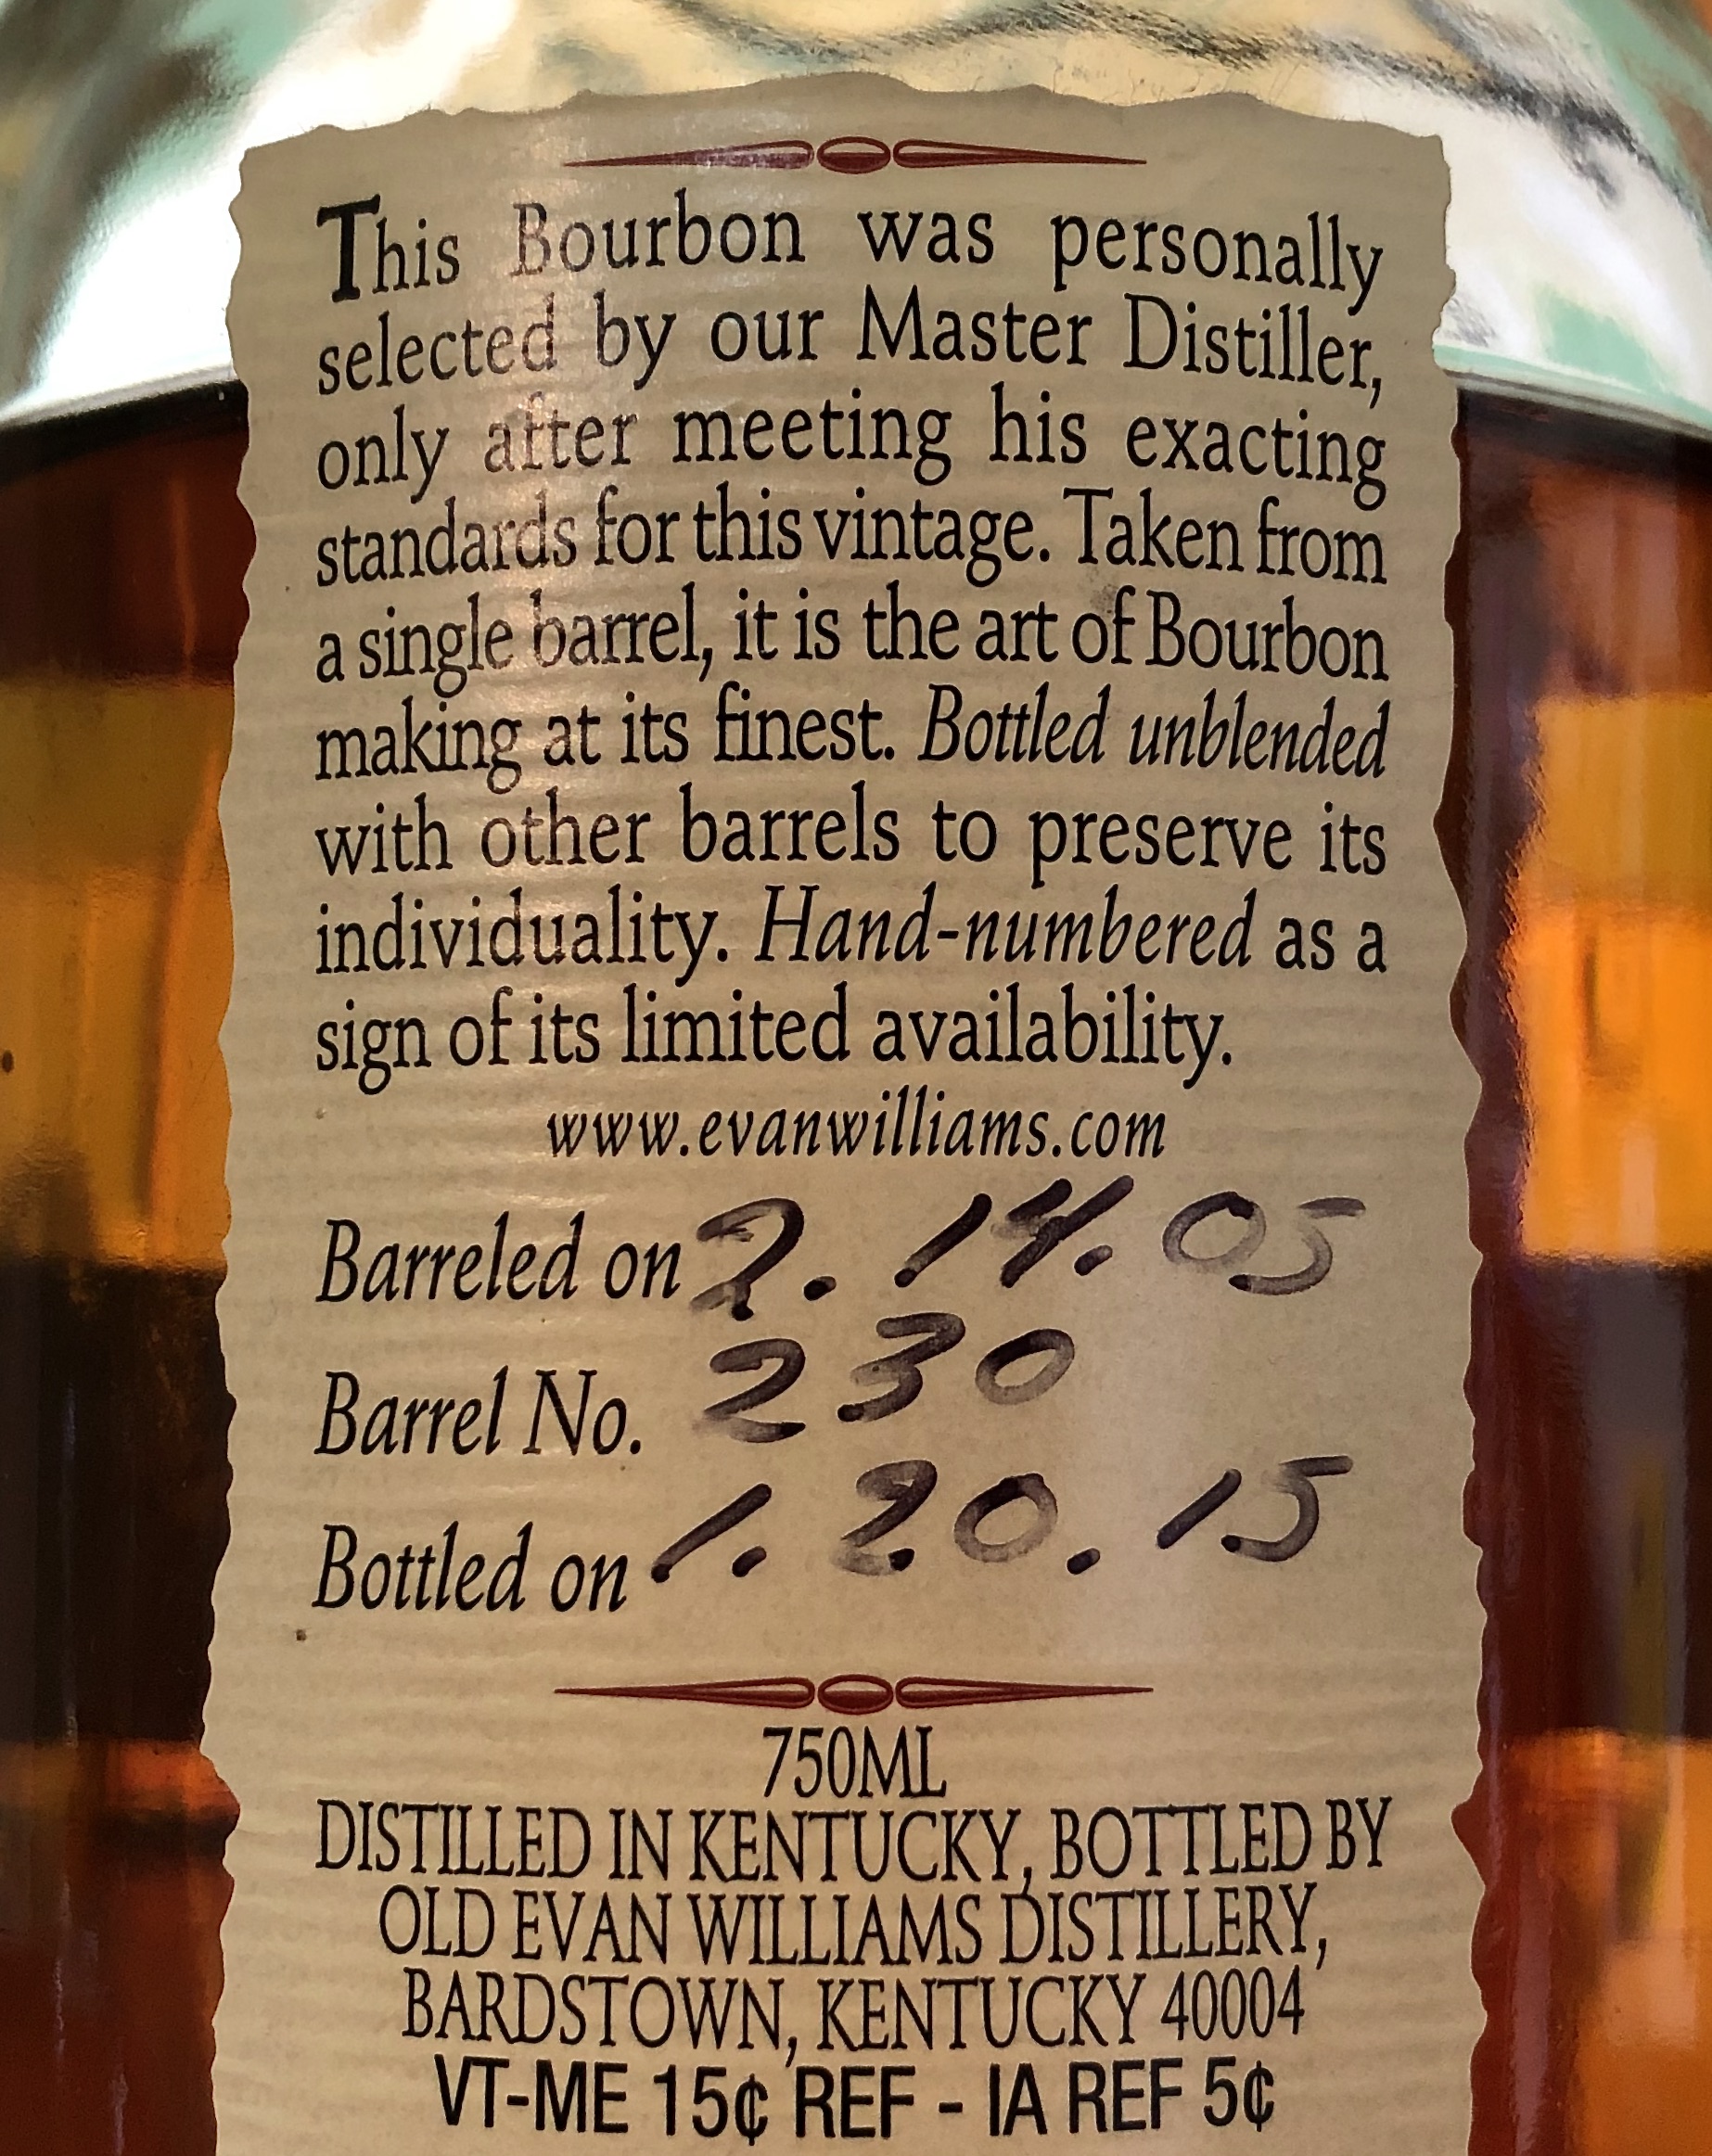 This Bourbon was personally
selected by our Master Distiller,
only after meeting his exacting
standards for this vintage. Taken from
a single barrel, it is the art of Bourbon
making at its finest. Bottled unblended
with other barrels to preserve its
individuality. Hand-numbered as a
sign of its limited availability.
www.evanwilliams.com
Barreled on 2. 14. 05
Barrel No. 230
Bottled on 1. 20. 15
750ML
DISTILLED IN KENTUCKY, BOTTLED BY
OLD EVAN WILLIAMS DISTILLERY,
BARDSTOWN, KENTUCKY 40004
VT-ME 15¢ REF - IA REF 5¢